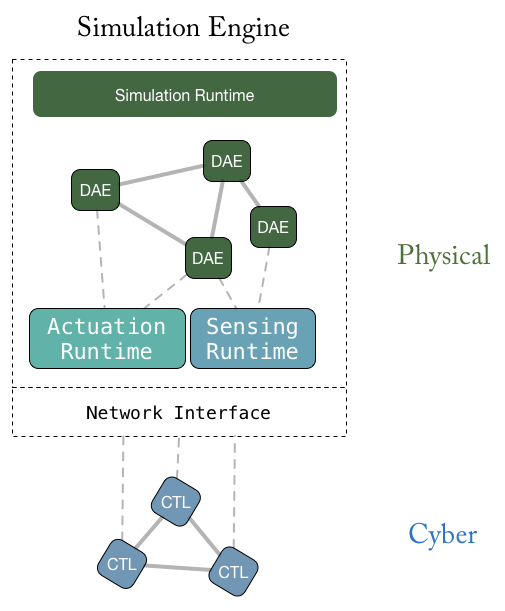 Simulation Engine
Simulation Runtime
DAE
DAE
DAE
DAE
Physical
Actuation
Runtime
Sensing
Runtime
Network Interface
CTL
Cyber
CTL
CTL